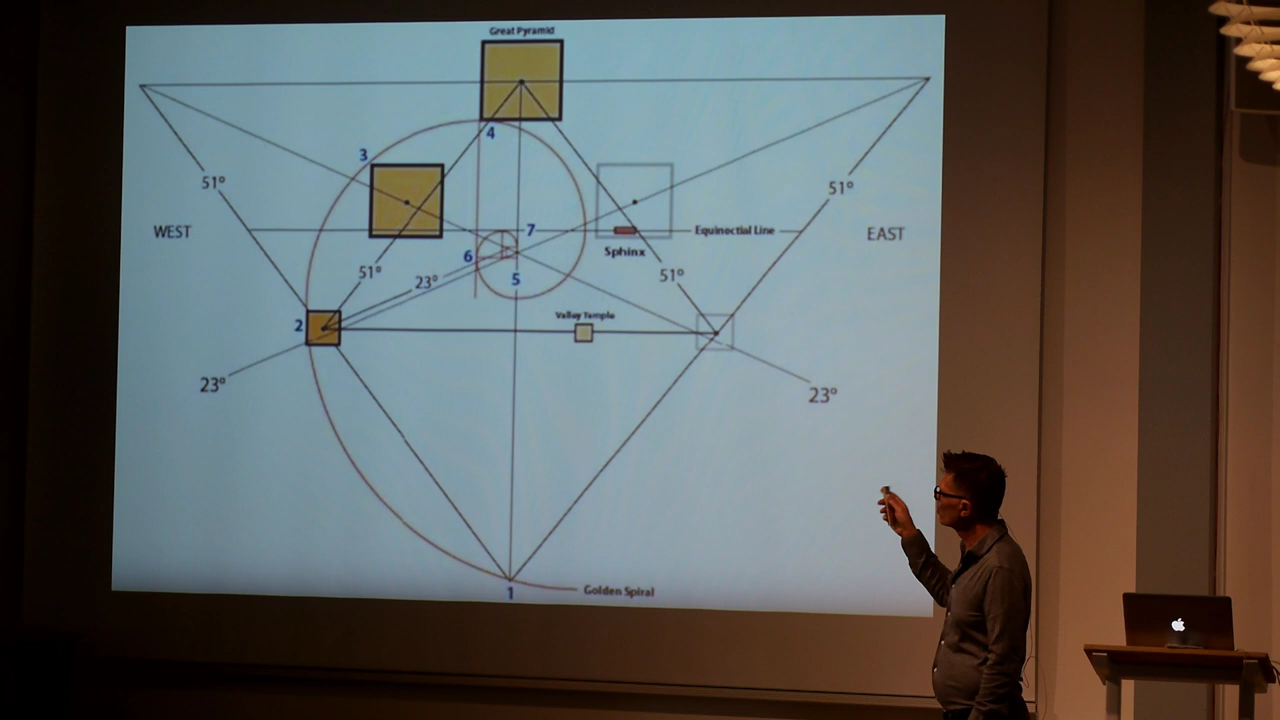 Great Pyramid
4
3
51°
51°
WEST
7
Equinoctial Line
EAST
6
Sphinx
51°
23°
5
51°
2
Valley Temple
23°
23°
1
Golden Spiral